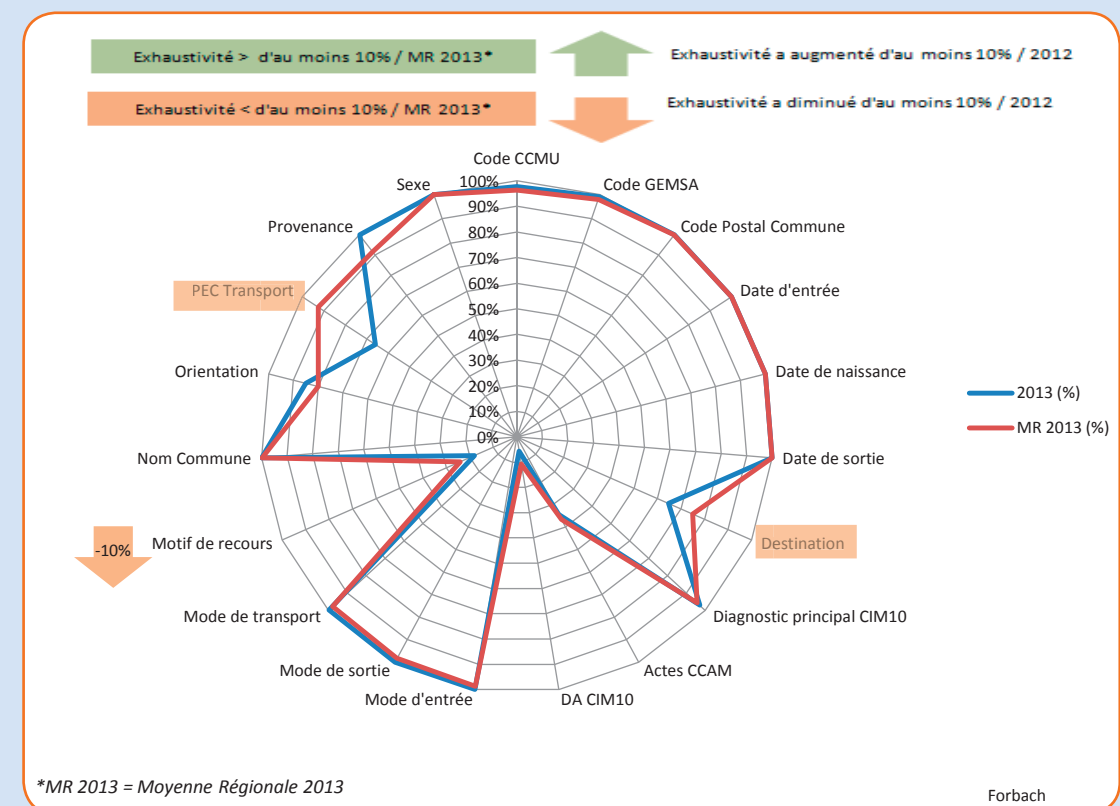 Exhaustivité > d'au moins 10% / MR 2013*
Exhaustivité a augmenté d'au moins 10% / 2012
Exhaustivité < d'au moins 10% / MR 2013*
Exhaustivité a diminué d'au moins 10% / 2012
Code CCMU
Code GEMSA
Code Postal Commune
Date d'entrée
Date de naissance
Date de sortie
Destination
Diagnostic principal CIM10
Actes CCAM
DA CIM10
Mode d'entrée
Mode de sortie
Mode de transport
Motif de recours
-10%
Nom Commune
Orientation
PEC Transport
Provenance
Sexe
100%
90%
80%
70%
60%
50%
40%
30%
20%
10%
0%
2013 (%)
MR 2013 (%)
*MR 2013 = Moyenne Régionale 2013
Forbach